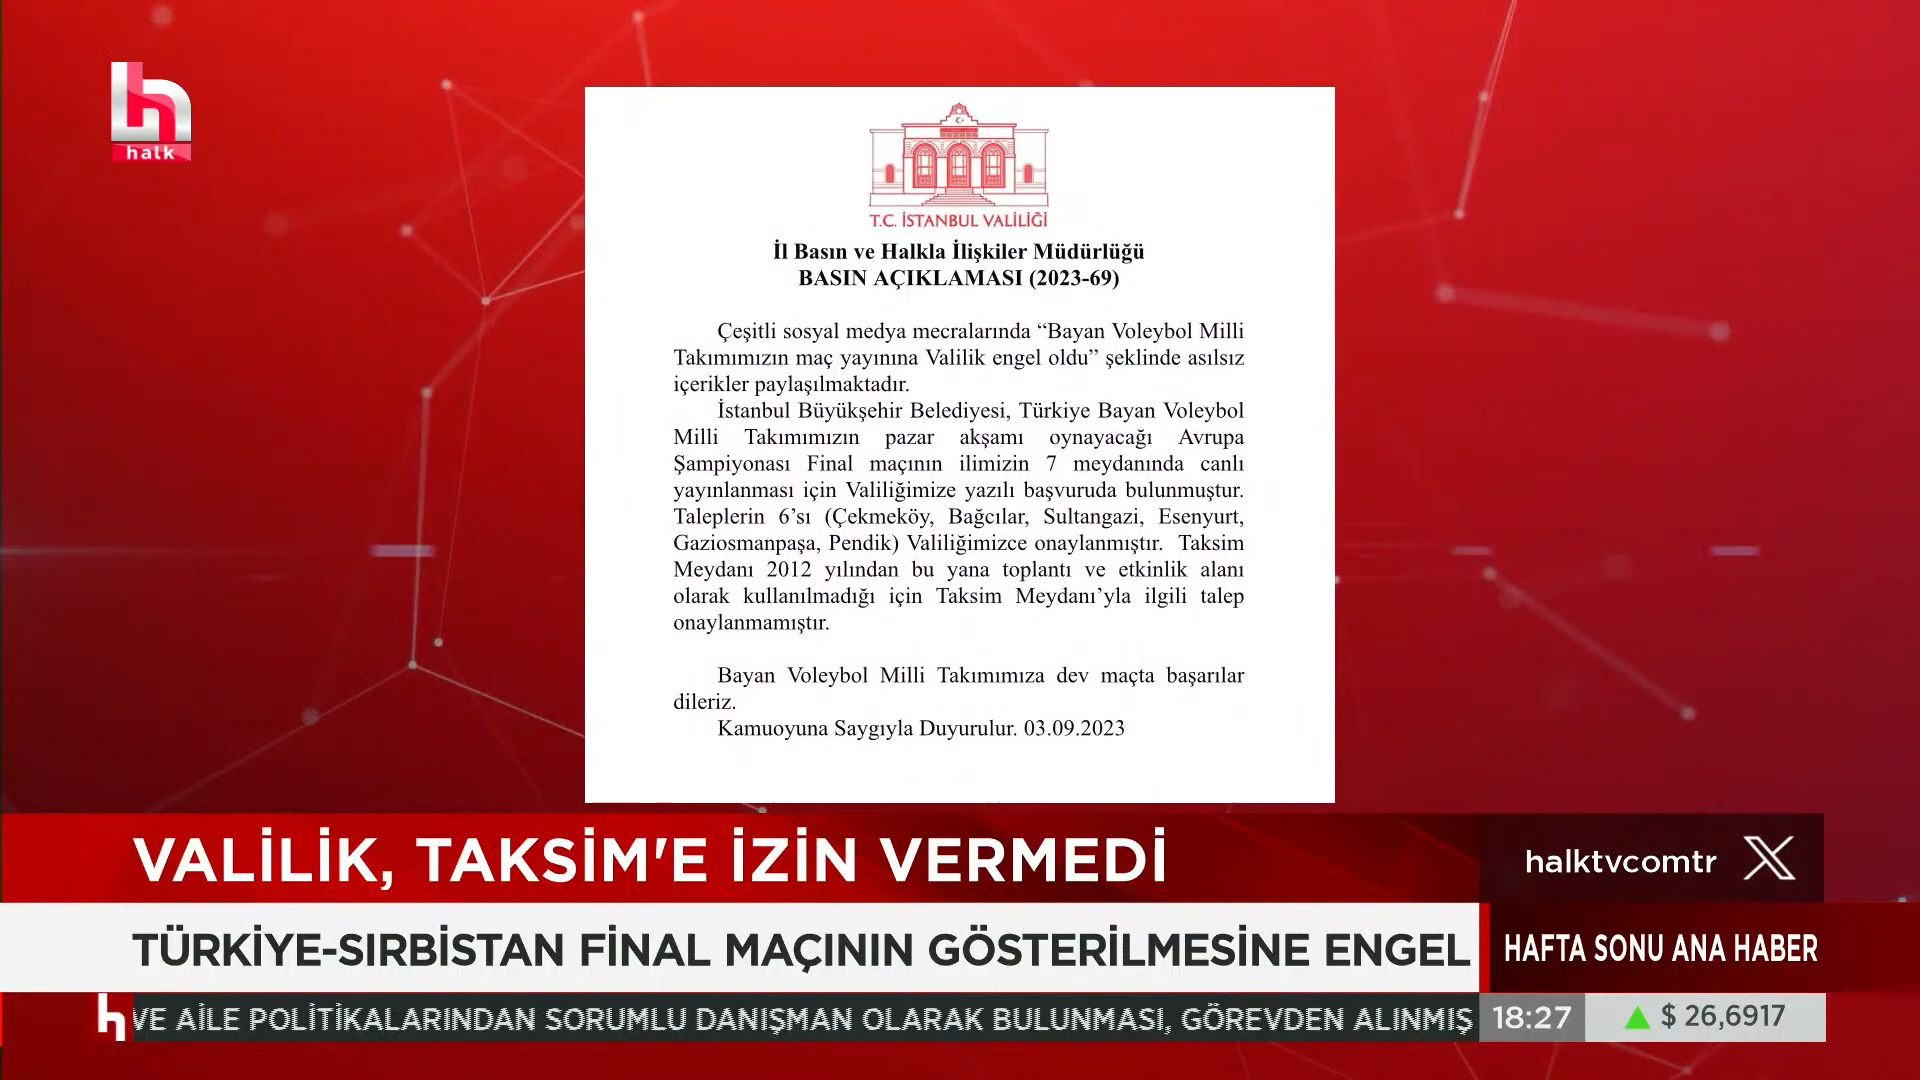 halk
T.C. İSTANBUL VALİLİĞİ
İl Basın ve Halkla İlişkiler Müdürlüğü
BASIN AÇIKLAMASI (2023-69)
Çeşitli sosyal medya mecralarında “Bayan Voleybol Milli
Takımımızın maç yayınına Valilik engel oldu” şeklinde asılsız
içerikler paylaşılmaktadır.
İstanbul Büyükşehir Belediyesi, Türkiye Bayan Voleybol
Milli Takımımızın pazar akşamı oynayacağı Avrupa
Şampiyonası Final maçının ilimizin 7 meydanında canlı
yayınlanması için Valiliğimize yazılı başvuruda bulunmuştur.
Taleplerin 6’sı (Çekmeköy, Bağcılar, Sultangazi, Esenyurt,
Gaziosmanpaşa, Pendik) Valiliğimizce onaylanmıştır. Taksim
Meydanı 2012 yılından bu yana toplantı ve etkinlik alanı
olarak kullanılmadığı için Taksim Meydanı’yla ilgili talep
onaylanmamıştır.
Bayan Voleybol Milli Takımımıza dev maçta başarılar
dileriz.
Kamuoyuna Saygıyla Duyurulur. 03.09.2023
VALİLİK, TAKSİM'E İZİN VERMEDİ
halktvcomtr X
TÜRKİYE-SIRBİSTAN FİNAL MAÇININ GÖSTERİLMESİNE ENGEL
HAFTA SONU ANA HABER
VE AİLE POLİTİKALARINDAN SORUMLU DANIŞMAN OLARAK BULUNMASI, GÖREVDEN ALINMIŞ
18:27
$ 26,6917